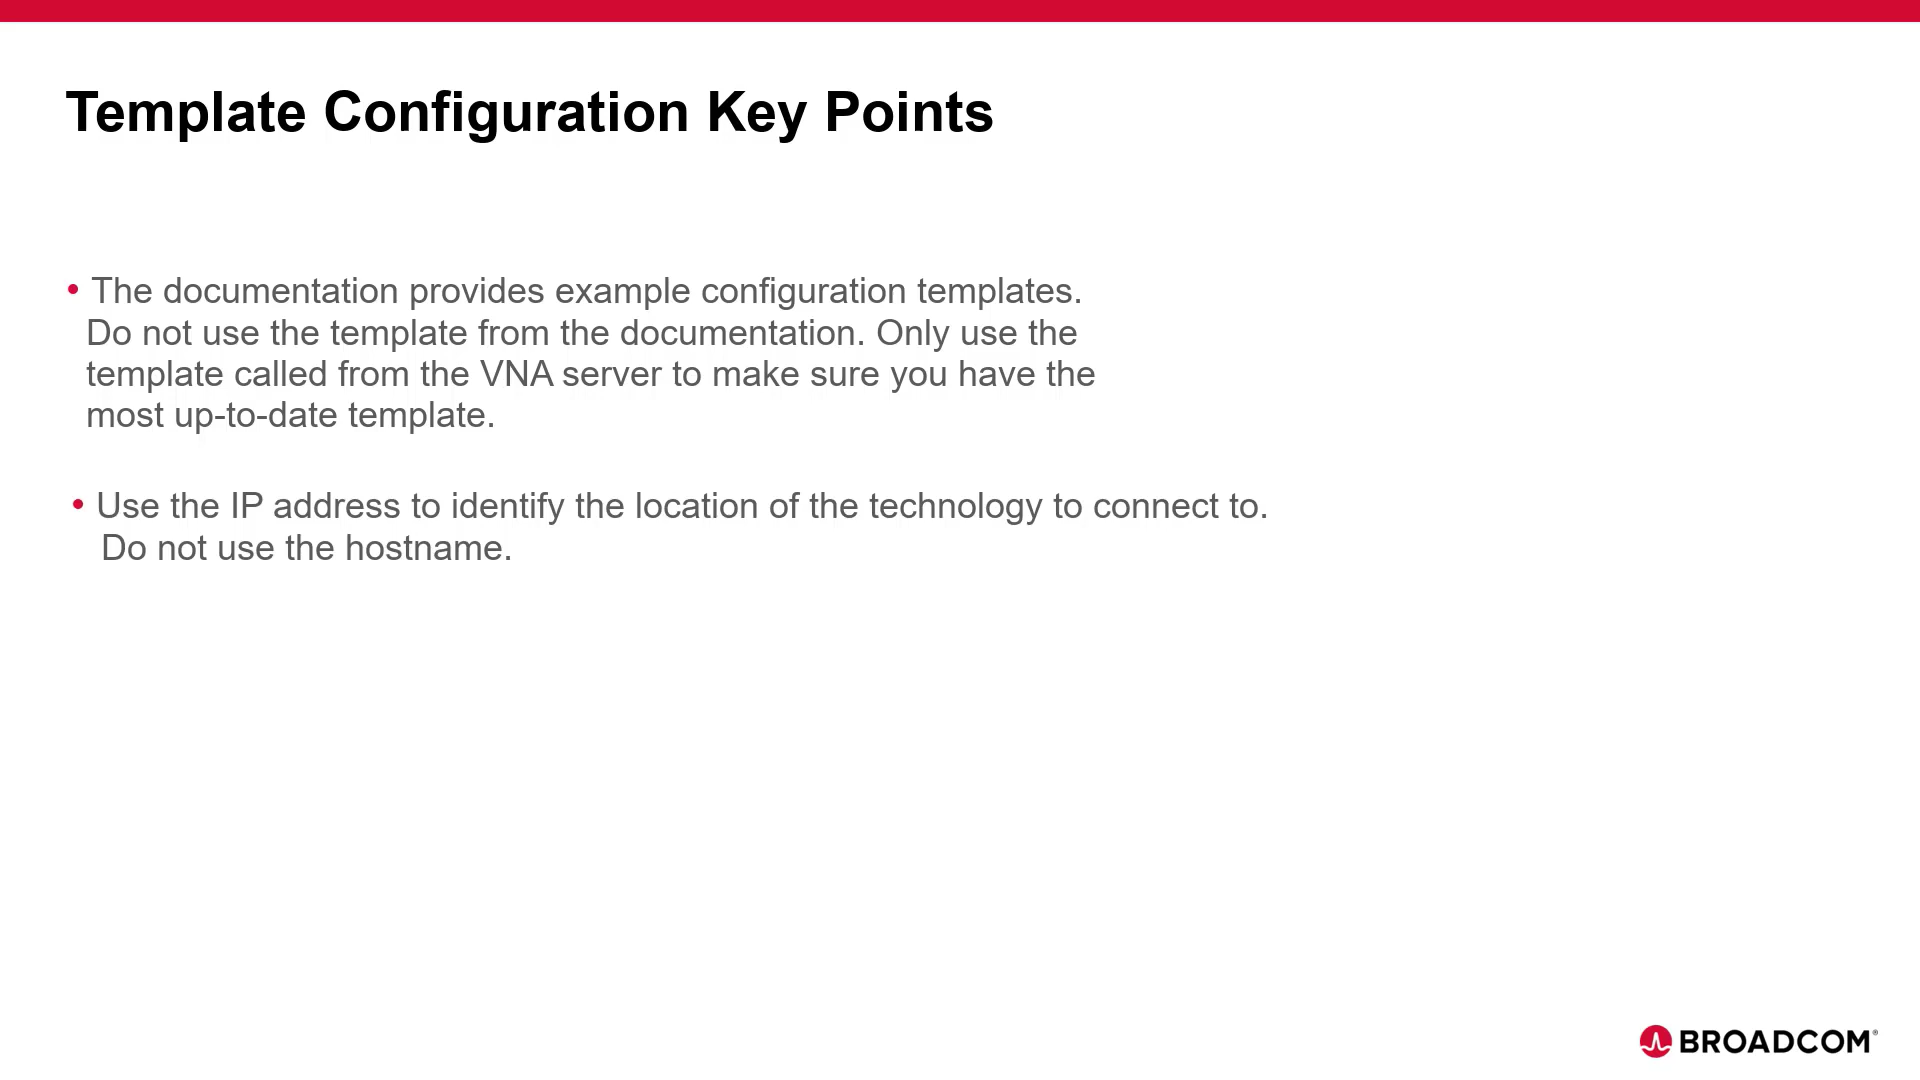 Template Configuration Key Points
• The documentation provides example configuration templates.
Do not use the template from the documentation. Only use the
template called from the VNA server to make sure you have the
most up-to-date template.
• Use the IP address to identify the location of the technology to connect to.
Do not use the hostname.
BROADCOM®